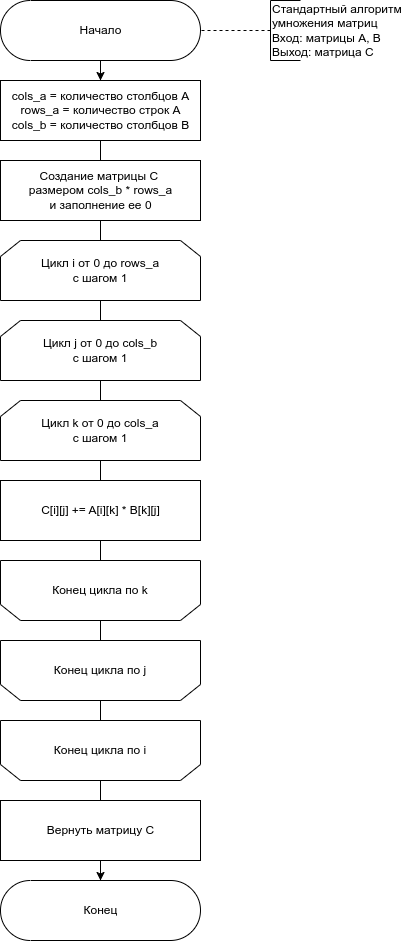 Начало
Стандартный алгоритм
умножения матриц
Вход: матрицы А, В
Выход: матрица С
cols_a = количество столбцов А
rows_a = количество строк А
cols_b = количество столбцов В
Создание матрицы С
размером cols_b * rows_a
и заполнение ее 0
Цикл i от 0 до rows_a
с шагом 1
Цикл j от 0 до cols_b
с шагом 1
Цикл k от 0 до cols_a
с шагом 1
C[i][j] += A[i][k] * B[k][j]
Конец цикла по k
Конец цикла по j
Конец цикла по i
Вернуть матрицу С
Конец